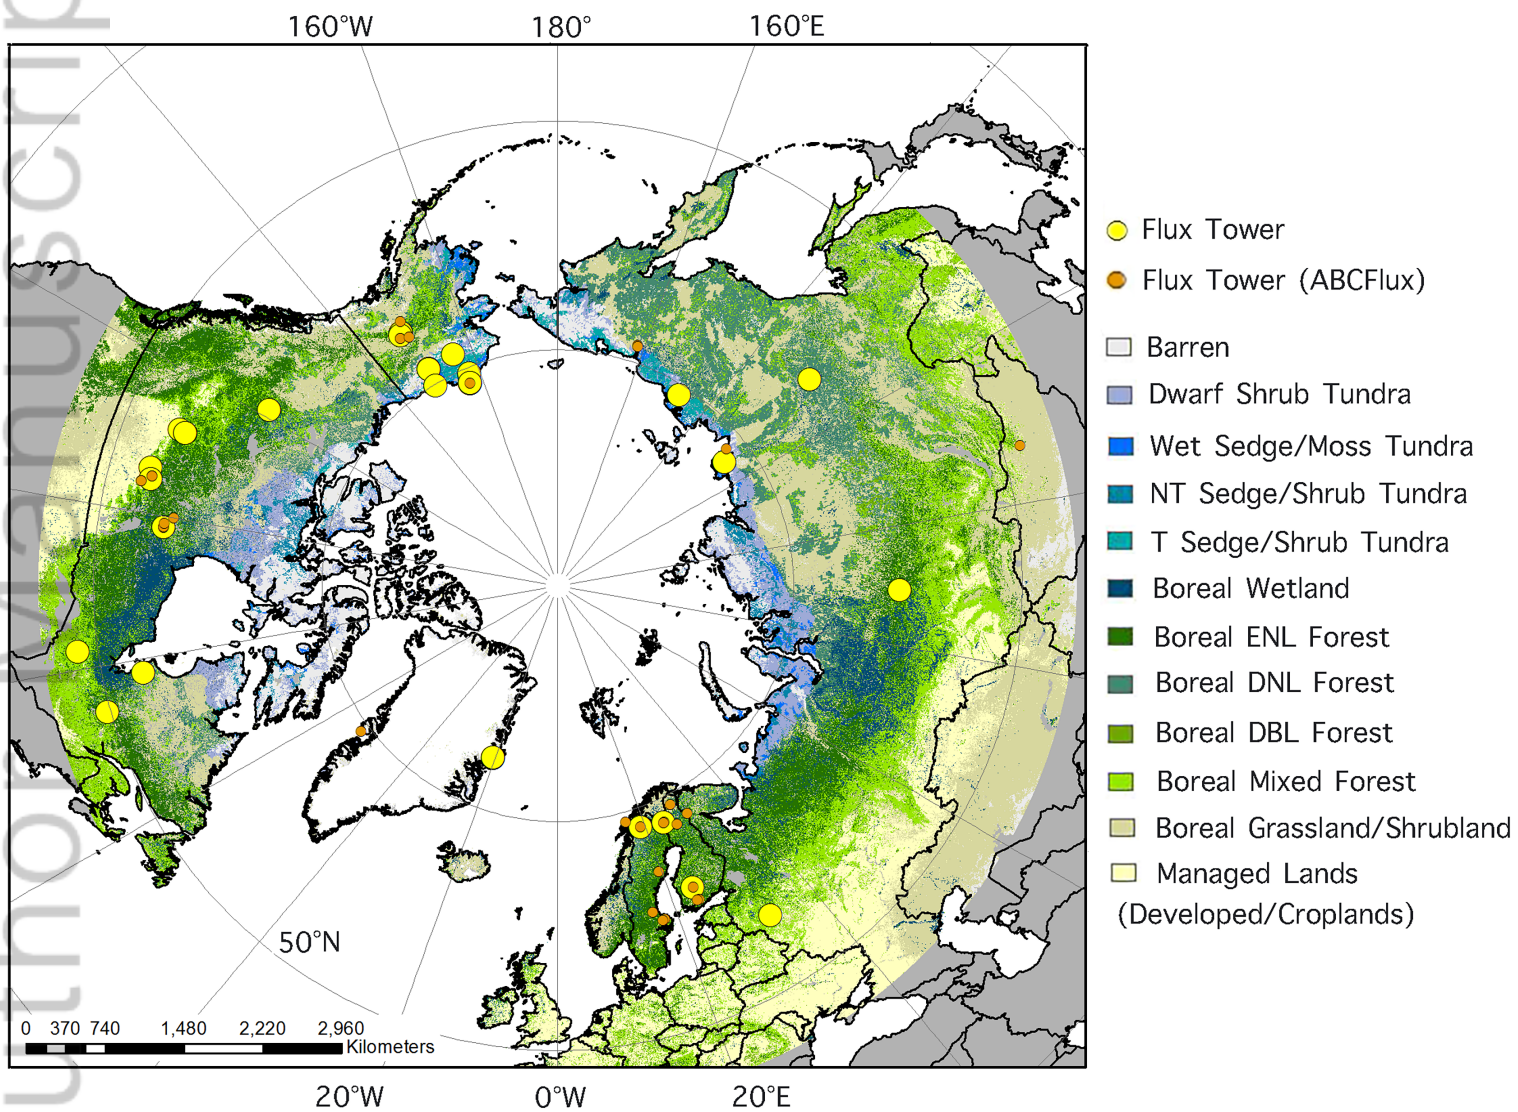 160°W 180° 160°E
Flux Tower
Flux Tower (ABCFlux)
Barren
Dwarf Shrub Tundra
Wet Sedge/Moss Tundra
NT Sedge/Shrub Tundra
T Sedge/Shrub Tundra
Boreal Wetland
Boreal ENL Forest
Boreal DNL Forest
Boreal DBL Forest
Boreal Mixed Forest
Boreal Grassland/Shrubland
Managed Lands
(Developed/Croplands)
50°N
0 370 740 1,480 2,220 2,960
Kilometers
20°W 0°W 20°E
uthor Manuscrip